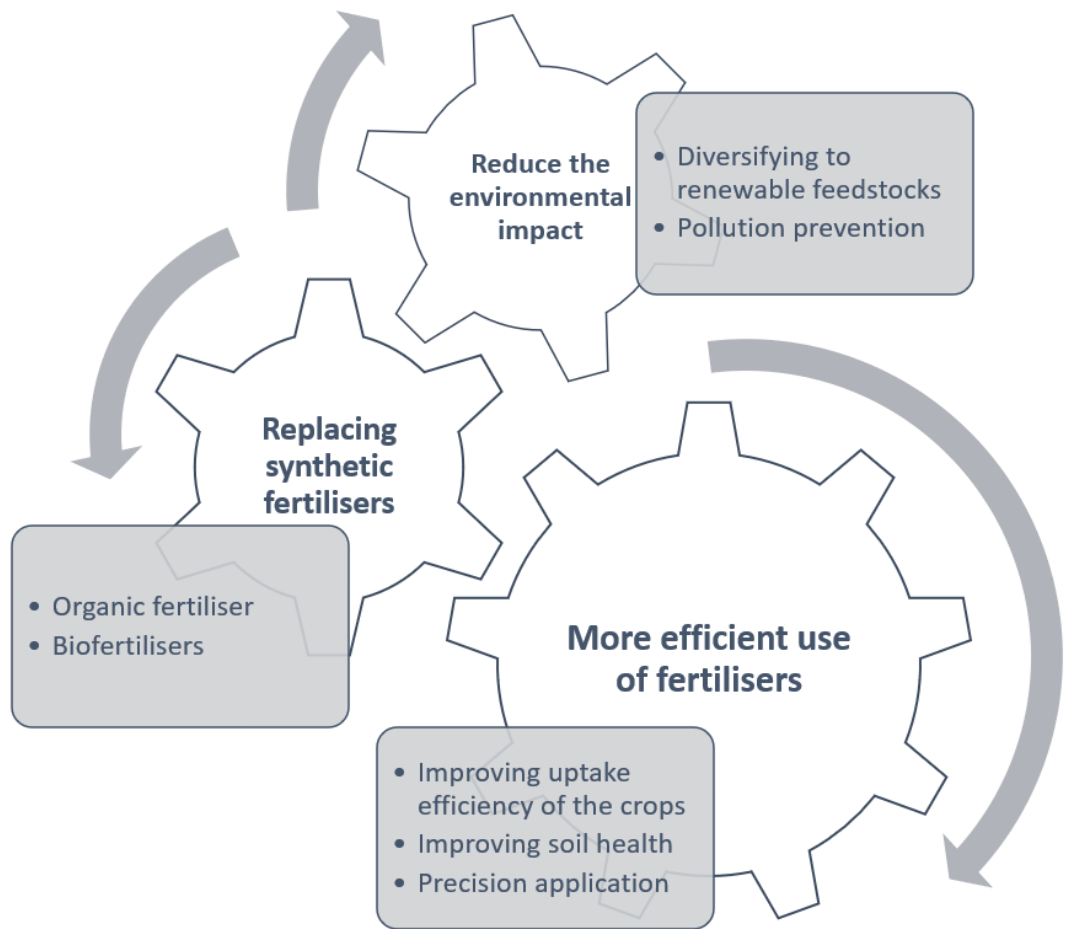 Reduce the
environmental
impact
• Diversifying to
renewable feedstocks
• Pollution prevention
Replacing
synthetic
fertilisers
• Organic fertiliser
• Biofertilisers
More efficient use
of fertilisers
• Improving uptake
efficiency of the crops
• Improving soil health
• Precision application